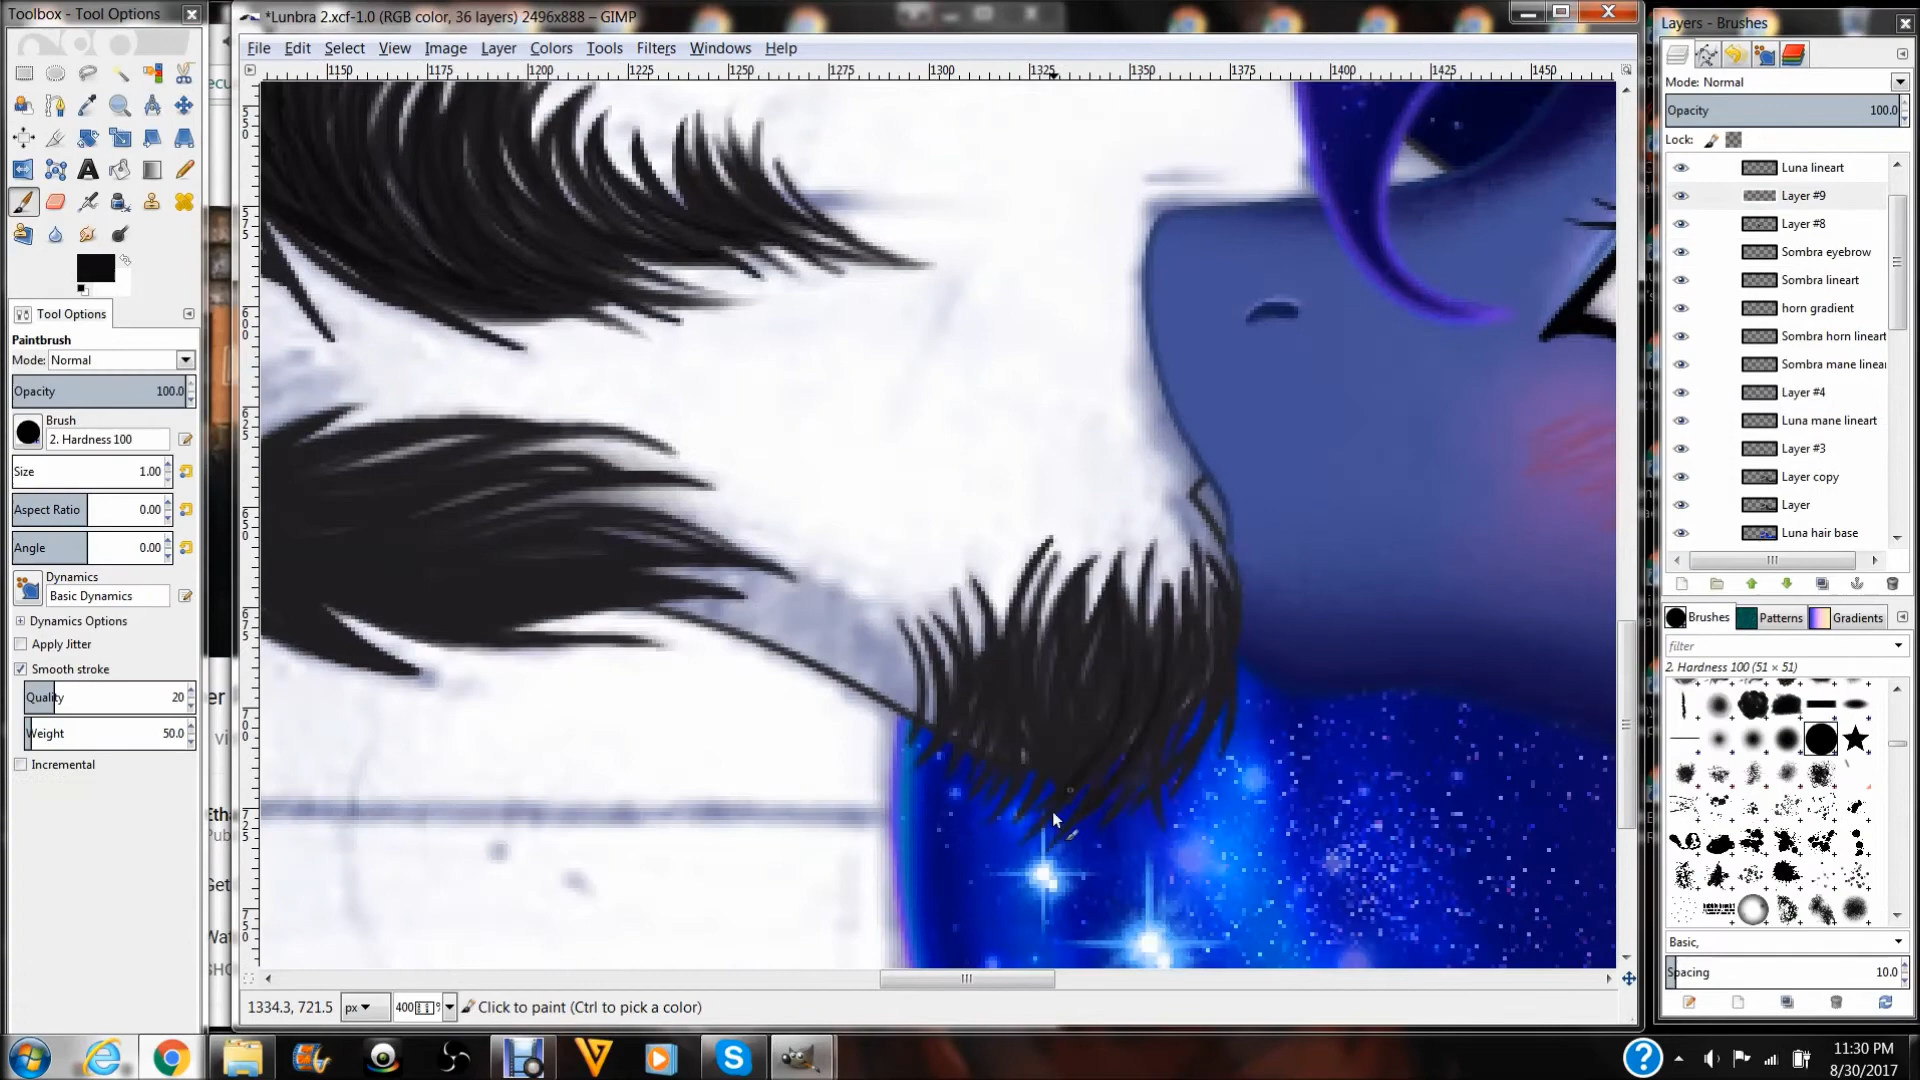 Toolbox - Tool Options
*Lunbra 2.xcf-1.0 (RGB color, 36 layers) 2496x888 – GIMP
Layers - Brushes
File Edit Select View Image Layer Colors Tools Filters Windows Help
1150 1175 1200 1225 1250 1275 1300 1325 1350 1375 1400 1425 1450
Mode: Normal
Opacity 100.0
Lock:
Luna lineart
Layer #9
Layer #8
Sombra eyebrow
Sombra lineart
horn gradient
Sombra horn lineart
Sombra mane linea
Layer #4
Luna mane lineart
Layer #3
Layer copy
Layer
Luna hair base
Tool Options
Paintbrush
Mode: Normal
Opacity 100.0
Brush
2. Hardness 100
Size 1.00
Aspect Ratio 0.00
Angle 0.00
Dynamics
Basic Dynamics
Dynamics Options
Apply Jitter
Smooth stroke
Quality 20
Weight 50.0
Incremental
Brushes Patterns Gradients
filter
2. Hardness 100 (51 × 51)
Basic,
Spacing 10.0
1334.3, 721.5 px 400 % Click to paint (Ctrl to pick a color)
11:30 PM
8/30/2017